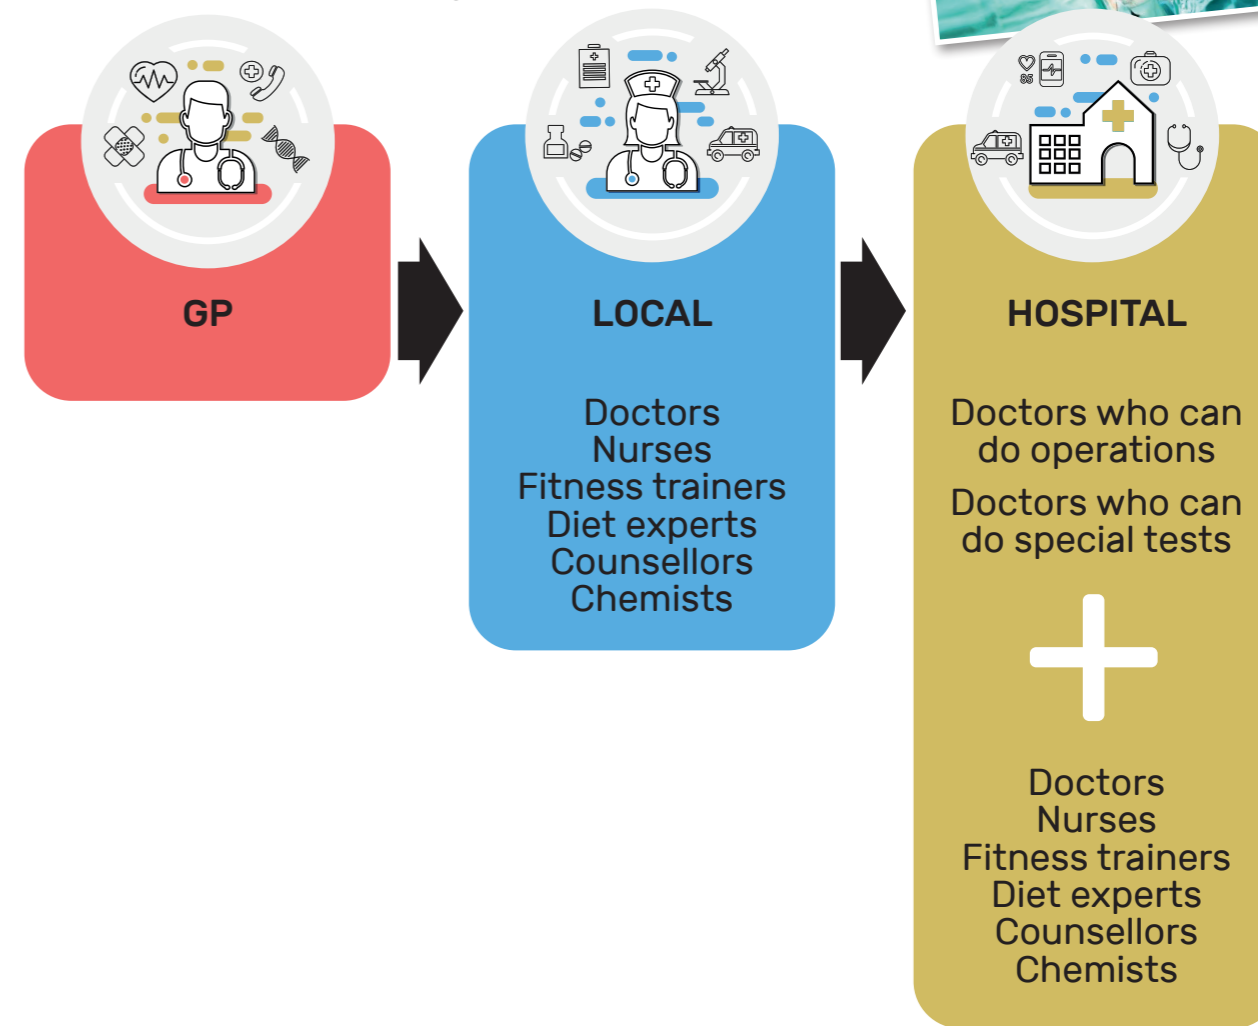 GP
LOCAL
Doctors
Nurses
Fitness trainers
Diet experts
Counsellors
Chemists
HOSPITAL
85
Doctors who can
do operations
Doctors who can
do special tests
Doctors
Nurses
Fitness trainers
Diet experts
Counsellors
Chemists